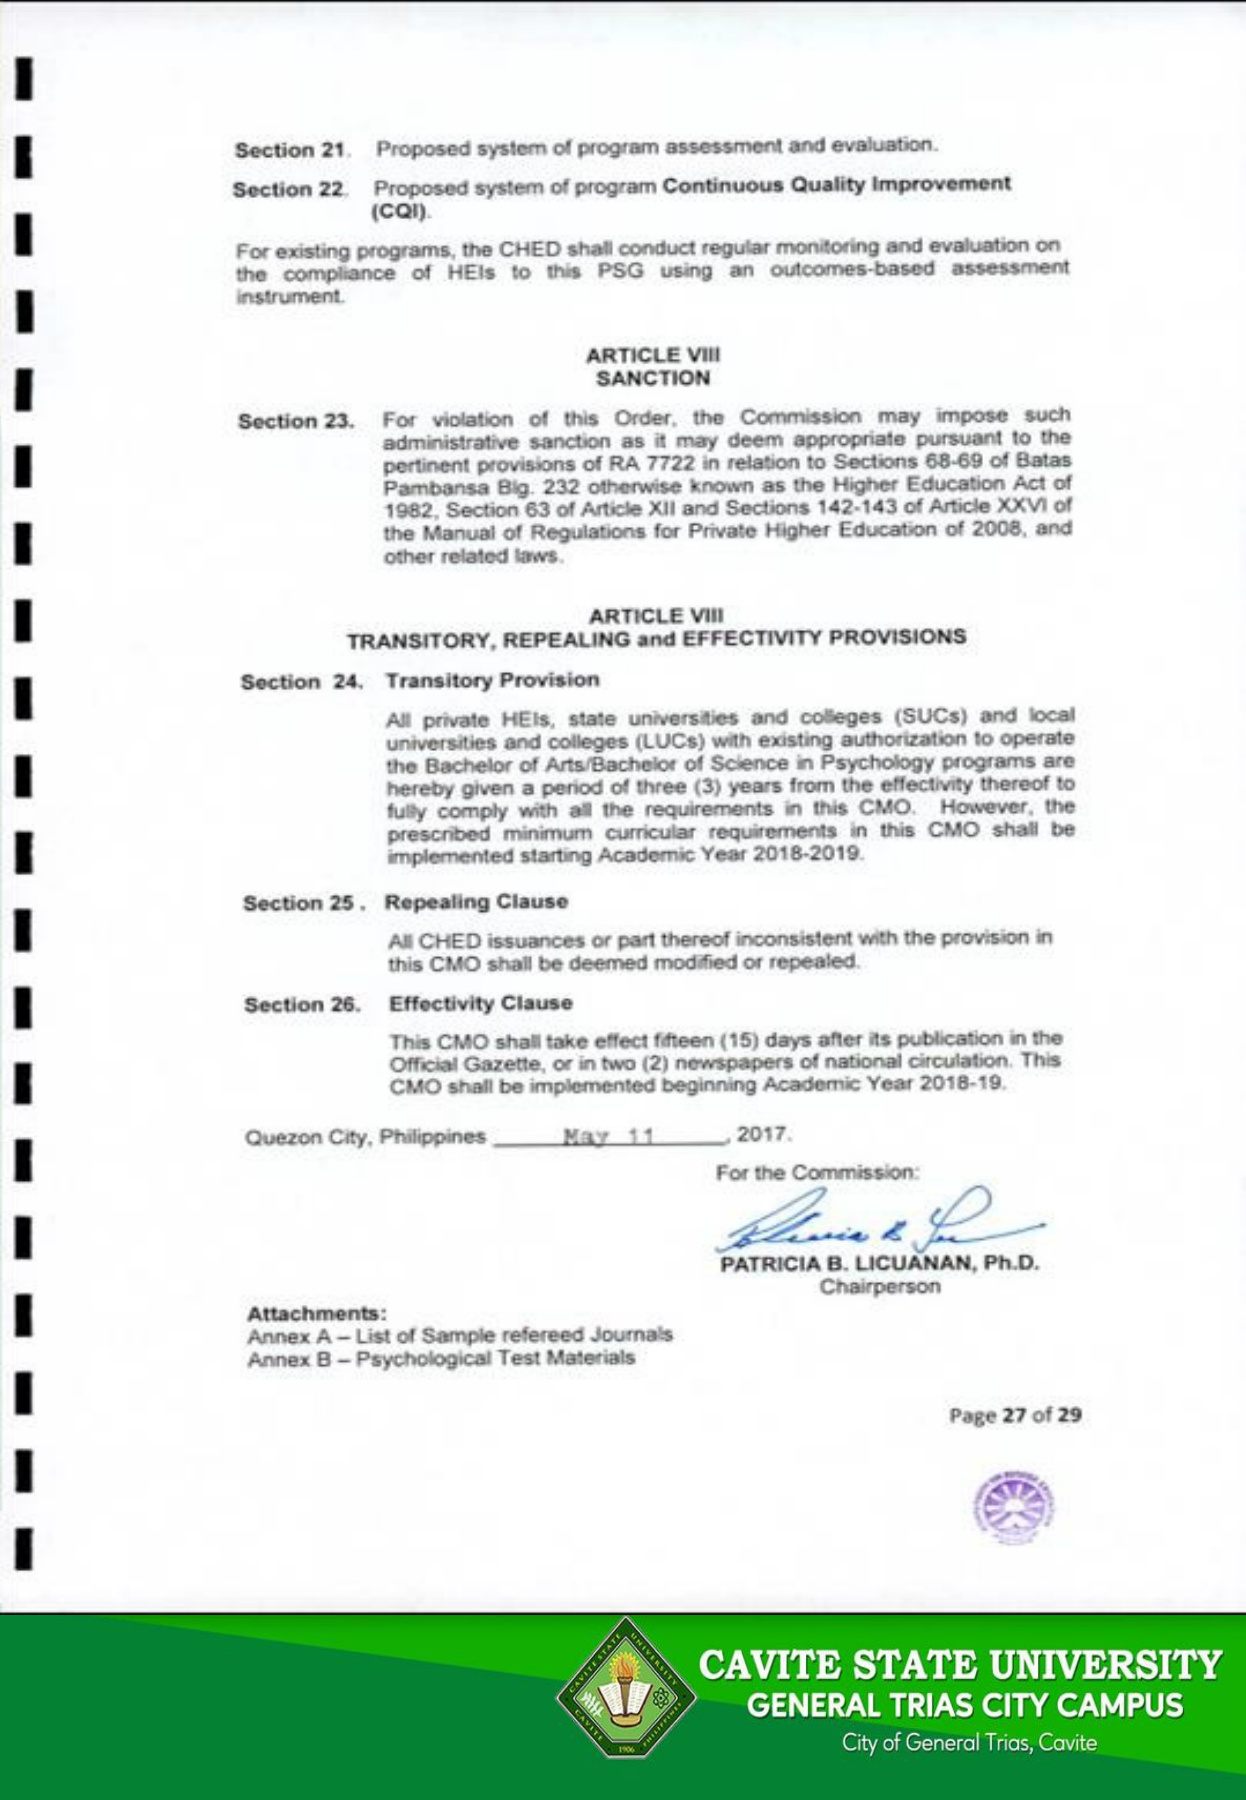 Section 21. Proposed system of program assessment and evaluation.
Section 22. Proposed system of program Continuous Quality Improvement
(CQI).
For existing programs, the CHED shall conduct regular monitoring and evaluation on
the compliance of HEIs to this PSG using an outcomes-based assessment
instrument.
ARTICLE VIII
SANCTION
Section 23. For violation of this Order, the Commission may impose such
administrative sanction as it may deem appropriate pursuant to the
pertinent provisions of RA 7722 in relation to Sections 68-69 of Batas
Pambansa Blg. 232 otherwise known as the Higher Education Act of
1982, Section 63 of Article XII and Sections 142-143 of Article XXVI of
the Manual of Regulations for Private Higher Education of 2008, and
other related laws.
ARTICLE VIII
TRANSITORY, REPEALING and EFFECTIVITY PROVISIONS
Section 24. Transitory Provision
All private HEIs, state universities and colleges (SUCs) and local
universities and colleges (LUCs) with existing authorization to operate
the Bachelor of Arts/Bachelor of Science in Psychology programs are
hereby given a period of three (3) years from the effectivity thereof to
fully comply with all the requirements in this CMO. However, the
prescribed minimum curricular requirements in this CMO shall be
implemented starting Academic Year 2018-2019.
Section 25 . Repealing Clause
All CHED issuances or part thereof inconsistent with the provision in
this CMO shall be deemed modified or repealed.
Section 26. Effectivity Clause
This CMO shall take effect fifteen (15) days after its publication in the
Official Gazette, or in two (2) newspapers of national circulation. This
CMO shall be implemented beginning Academic Year 2018-19.
Quezon City, Philippines May 11, 2017.
For the Commission:
PATRICIA B. LICUANAN, Ph.D.
Chairperson
Attachments:
Annex A – List of Sample refereed Journals
Annex B – Psychological Test Materials
Page 27 of 29
CAVITE STATE UNIVERSITY
CAVITE PHILIPPINES
1906
CAVITE STATE UNIVERSITY
GENERAL TRIAS CITY CAMPUS
City of General Trias, Cavite